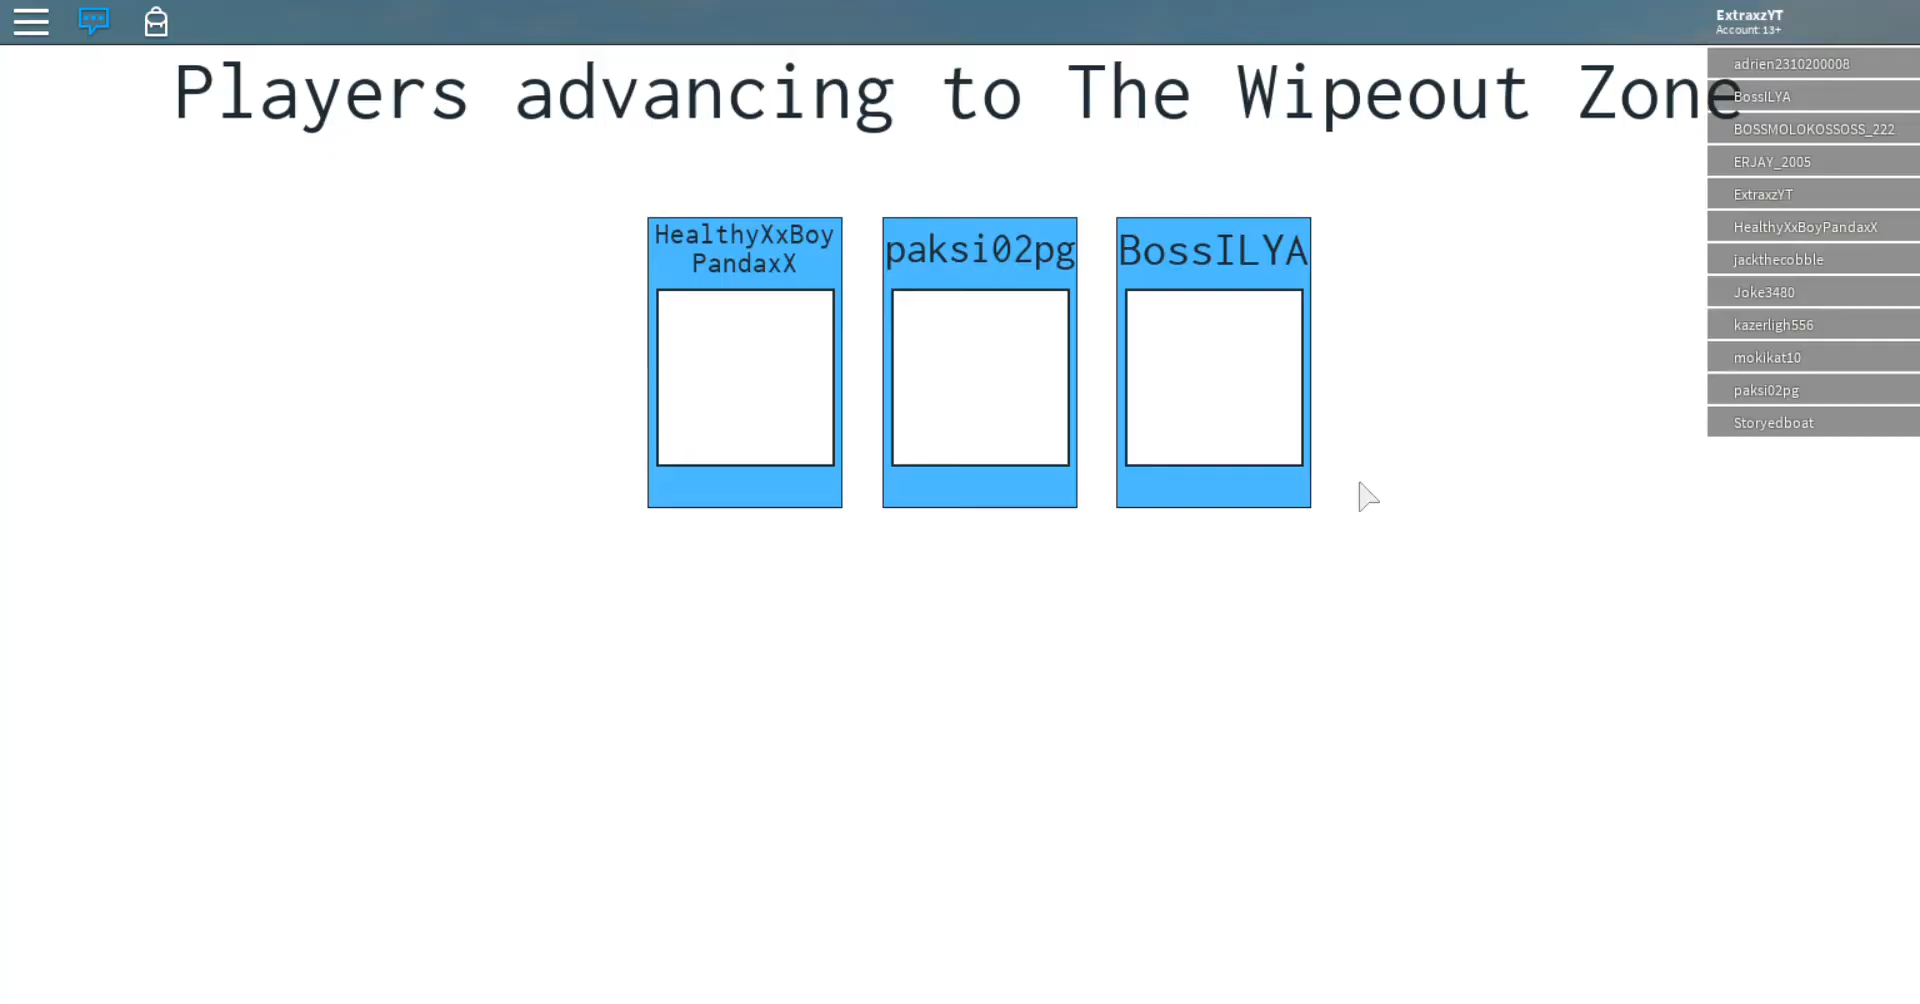 ExtraxzYT
Account: 13+
Players advancing to The Wipeout Zone
HealthyXxBoy
PandaxX
paksi02pg
BossILYA
adrien2310200008
BossILYA
BOSSMOLOKOSSOSS_222
ERJAY_2005
ExtraxzYT
HealthyXxBoyPandaxX
jackthecobble
Joke3480
kazerligh556
mokikat10
paksi02pg
Storyedboat